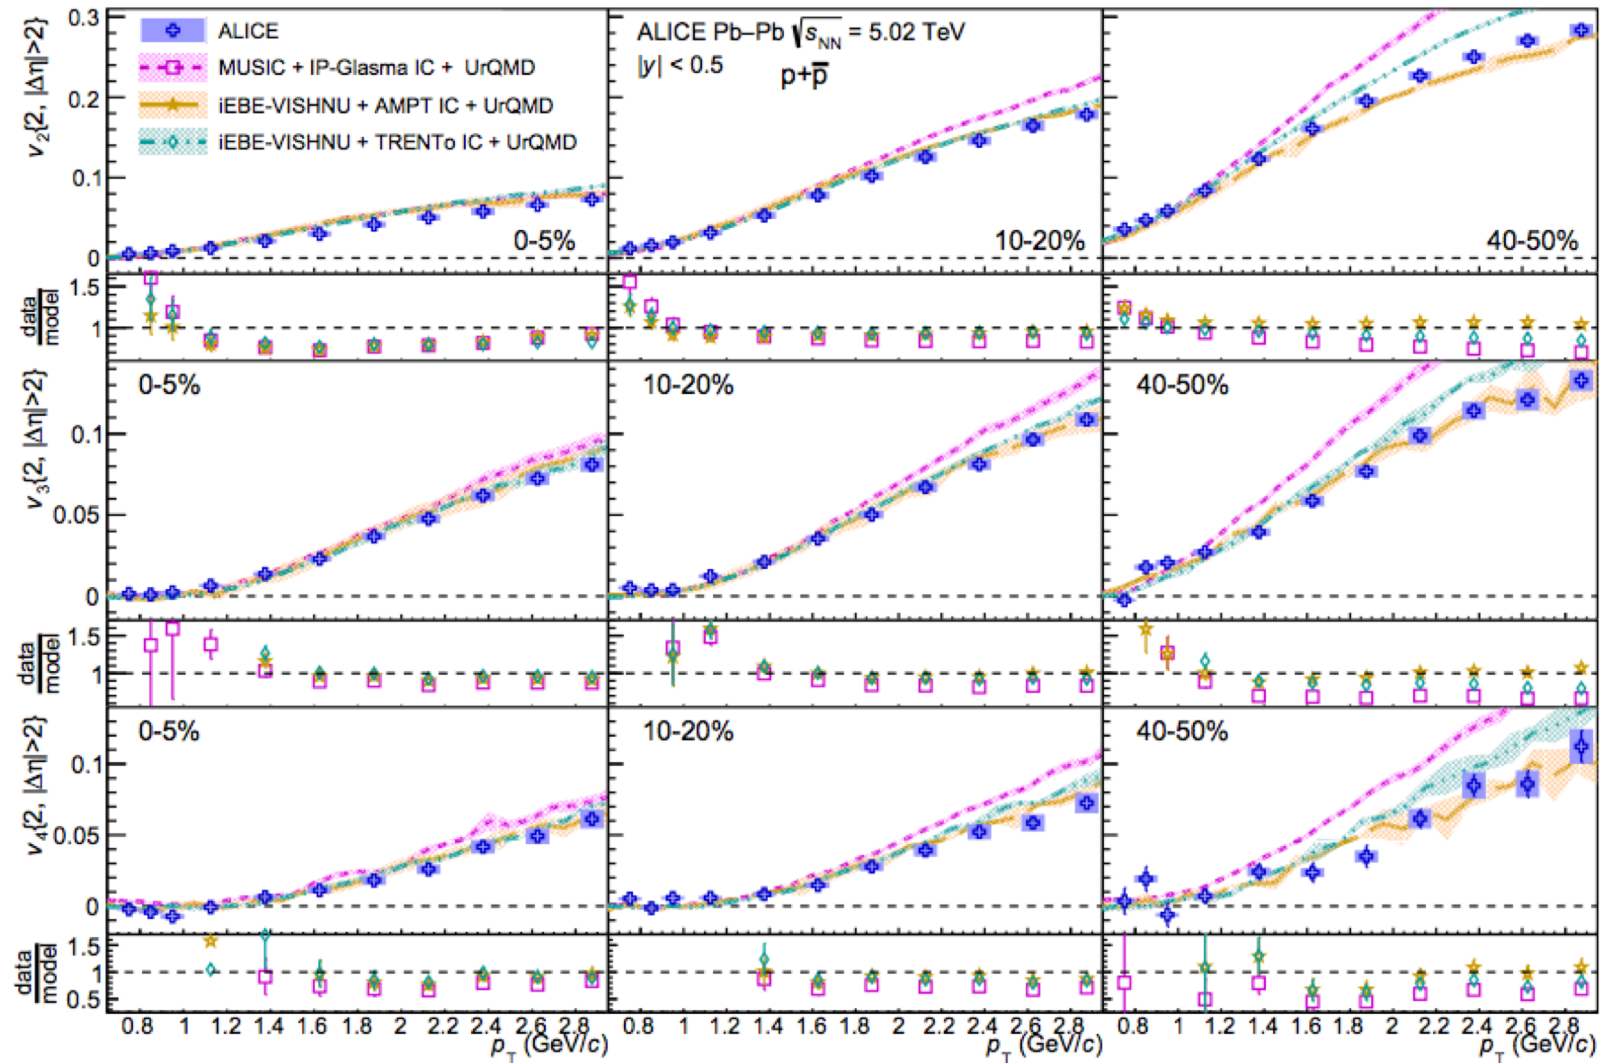 ALICE
MUSIC + IP-Glasma IC + UrQMD
iEBE-VISHNU + AMPT IC + UrQMD
iEBE-VISHNU + TRENTo IC + UrQMD
ALICE Pb–Pb √sNN = 5.02 TeV
|y| < 0.5 p+p̅
v2{2, |Δη|>2}
0.3
0.2
0.1
0
0-5%
10-20%
40-50%
data
model
1.5
1
v3{2, |Δη|>2}
0-5%
10-20%
40-50%
0.1
0.05
0
data
model
1.5
1
v4{2, |Δη|>2}
0-5%
10-20%
40-50%
0.1
0.05
0
data
model
1.5
1
0.5
0.8 1 1.2 1.4 1.6 1.8 2 2.2 2.4 2.6 2.8
0.8 1 1.2 1.4 1.6 1.8 2 2.2 2.4 2.6 2.8
0.8 1 1.2 1.4 1.6 1.8 2 2.2 2.4 2.6 2.8
pT (GeV/c)
pT (GeV/c)
pT (GeV/c)